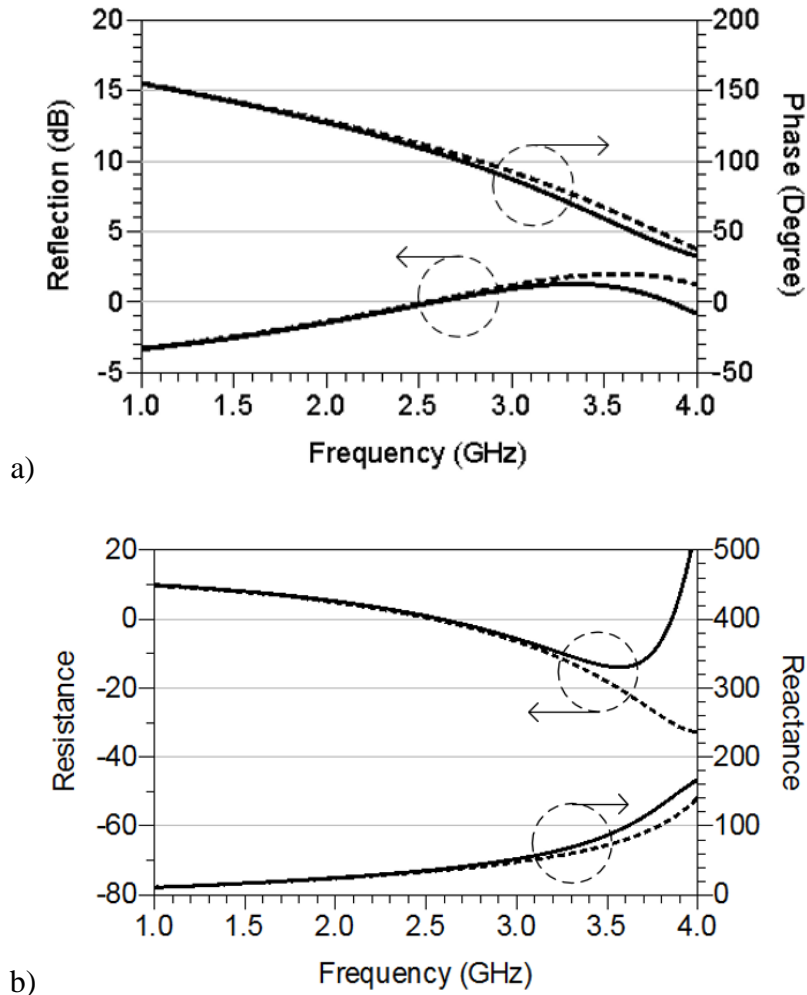 20
15
10
5
0
-5
Reflection (dB)
200
150
100
50
0
-50
Phase (Degree)
1.0 1.5 2.0 2.5 3.0 3.5 4.0
Frequency (GHz)
a)
20
0
-20
-40
-60
-80
Resistance
500
400
300
200
100
0
Reactance
1.0 1.5 2.0 2.5 3.0 3.5 4.0
Frequency (GHz)
b)